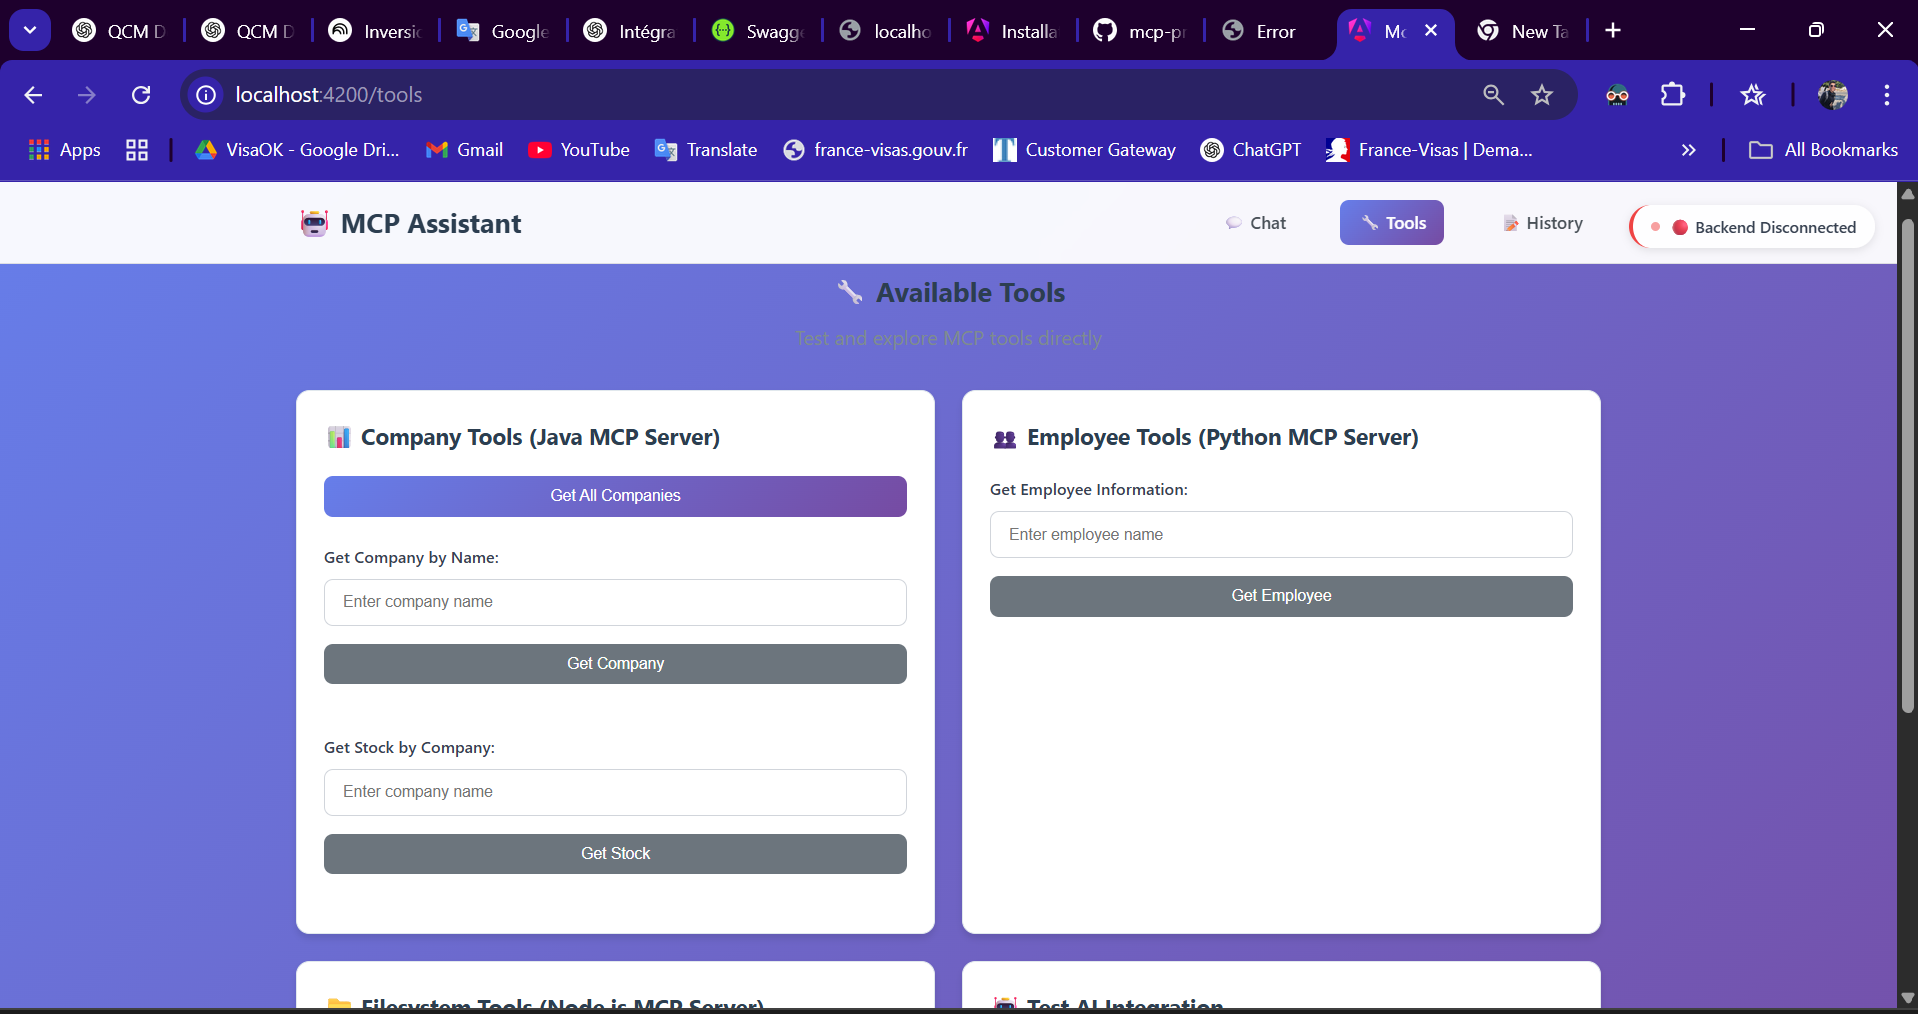 QCM D
QCM D
Inversio
Google
Intégra
Swagge
localho
Installa
mcp-pr
Error
Mc
New Ta
localhost:4200/tools
Apps
VisaOK - Google Dri...
Gmail
YouTube
Translate
france-visas.gouv.fr
Customer Gateway
ChatGPT
France-Visas | Dema...
All Bookmarks
MCP Assistant
Chat
Tools
History
Backend Disconnected
Available Tools
Test and explore MCP tools directly
Company Tools (Java MCP Server)
Get All Companies
Get Company by Name:
Enter company name
Get Company
Get Stock by Company:
Enter company name
Get Stock
Employee Tools (Python MCP Server)
Get Employee Information:
Enter employee name
Get Employee
Filesystem Tools (Node.js MCP Server)
Test AI Integration